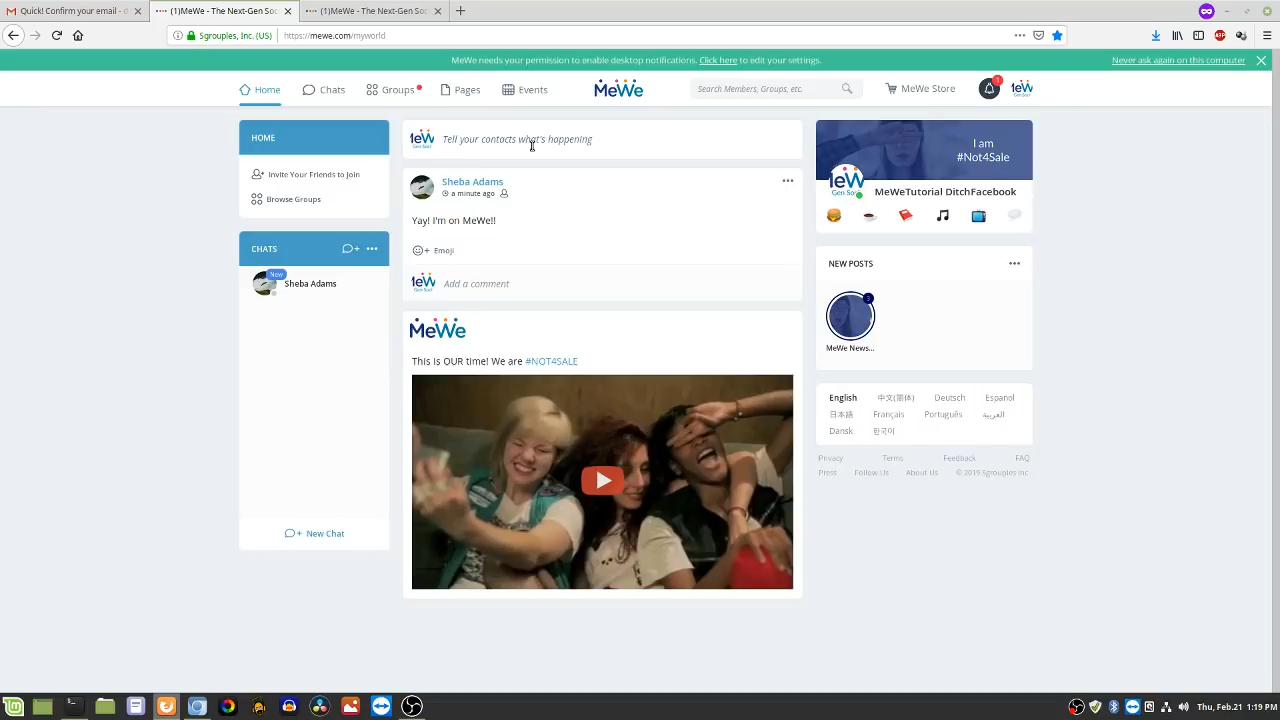 Quick! Confirm your email - d
(1)MeWe - The Next-Gen Soc
(1)MeWe - The Next-Gen Soc
Sgrouples, Inc. (US)
https://mewe.com/myworld
MeWe needs your permission to enable desktop notifications. Click here to edit your settings.
Never ask again on this computer
Home
Chats
Groups
Pages
Events
MeWe
Search Members, Groups, etc.
MeWe Store
1
HOME
Invite Your Friends to Join
Browse Groups
CHATS
New
Sheba Adams
New Chat
Tell your contacts what's happening
Sheba Adams
a minute ago
Yay! I'm on MeWe!!
Emoji
Add a comment
MeWe
This is OUR time! We are #NOT4SALE
I am
#Not4Sale
MeWeTutorial DitchFacebook
NEW POSTS
MeWe News...
English 中文(简体) Deutsch Espanol
日本語 Français Português العربية
Dansk 한국어
Privacy Terms Feedback FAQ
Press Follow Us About Us © 2019 Sgrouples Inc
Thu, Feb.21 1:19 PM